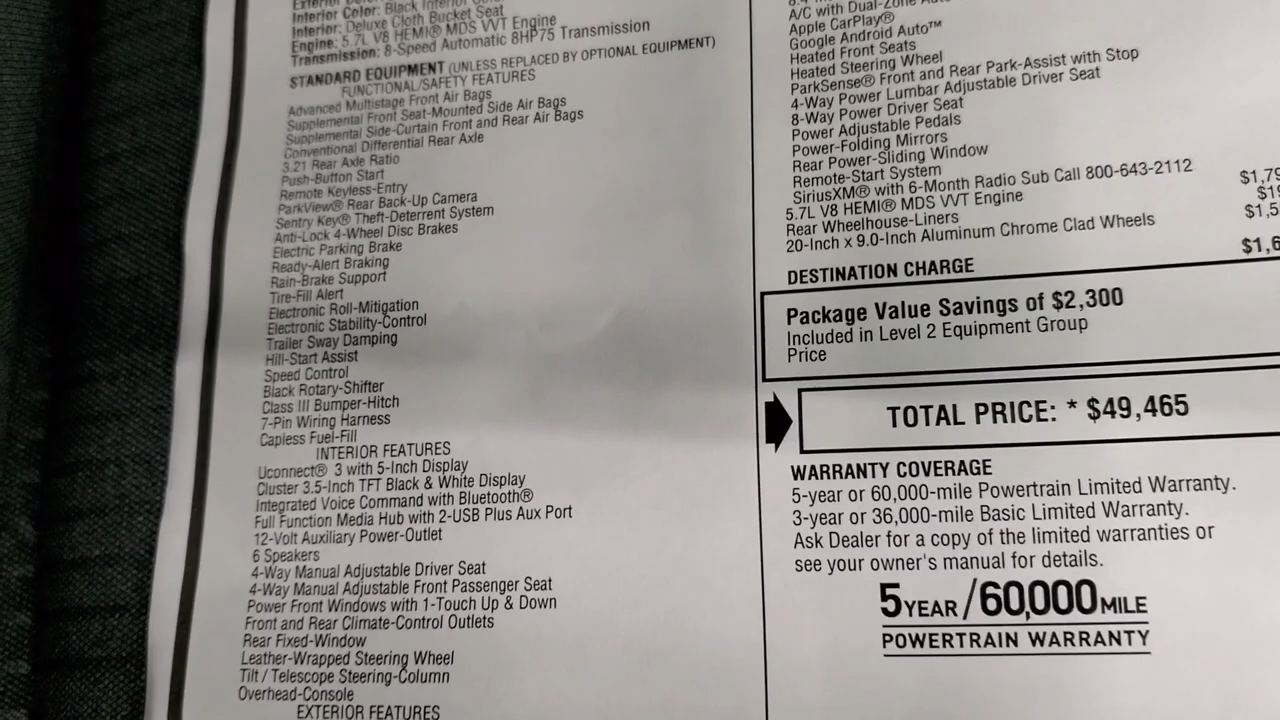 Interior Color: Black Interior
Interior: Deluxe Cloth Bucket Seat
Engine: 5.7L V8 HEMI® MDS VVT Engine
Transmission: 8-Speed Automatic 8HP75 Transmission
STANDARD EQUIPMENT (UNLESS REPLACED BY OPTIONAL EQUIPMENT)
FUNCTIONAL/SAFETY FEATURES
Advanced Multistage Front Air Bags
Supplemental Front Seat-Mounted Side Air Bags
Supplemental Side-Curtain Front and Rear Air Bags
Conventional Differential Rear Axle
3.21 Rear Axle Ratio
Push-Button Start
Remote Keyless-Entry
ParkView® Rear Back-Up Camera
Sentry Key® Theft-Deterrent System
Anti-Lock 4-Wheel Disc Brakes
Electric Parking Brake
Ready-Alert Braking
Rain-Brake Support
Tire-Fill Alert
Electronic Roll-Mitigation
Electronic Stability-Control
Trailer Sway Damping
Hill-Start Assist
Speed Control
Black Rotary-Shifter
Class III Bumper-Hitch
7-Pin Wiring Harness
Capless Fuel-Fill
INTERIOR FEATURES
Uconnect® 3 with 5-Inch Display
Cluster 3.5-Inch TFT Black & White Display
Integrated Voice Command with Bluetooth®
Full Function Media Hub with 2-USB Plus Aux Port
12-Volt Auxiliary Power-Outlet
6 Speakers
4-Way Manual Adjustable Driver Seat
4-Way Manual Adjustable Front Passenger Seat
Power Front Windows with 1-Touch Up & Down
Front and Rear Climate-Control Outlets
Rear Fixed-Window
Leather-Wrapped Steering Wheel
Tilt / Telescope Steering-Column
Overhead-Console
EXTERIOR FEATURES
A/C with Dual-Zone
Apple CarPlay®
Google Android Auto™
Heated Front Seats
Heated Steering Wheel
ParkSense® Front and Rear Park-Assist with Stop
4-Way Power Lumbar Adjustable Driver Seat
8-Way Power Driver Seat
Power Adjustable Pedals
Power-Folding Mirrors
Rear Power-Sliding Window
Remote-Start System
SiriusXM® with 6-Month Radio Sub Call 800-643-2112
5.7L V8 HEMI® MDS VVT Engine $1,79
Rear Wheelhouse-Liners $19
20-Inch x 9.0-Inch Aluminum Chrome Clad Wheels $1,5
DESTINATION CHARGE $1,6
Package Value Savings of $2,300
Included in Level 2 Equipment Group
Price
TOTAL PRICE: * $49,465
WARRANTY COVERAGE
5-year or 60,000-mile Powertrain Limited Warranty.
3-year or 36,000-mile Basic Limited Warranty.
Ask Dealer for a copy of the limited warranties or
see your owner's manual for details.
5 YEAR/60,000 MILE
POWERTRAIN WARRANTY